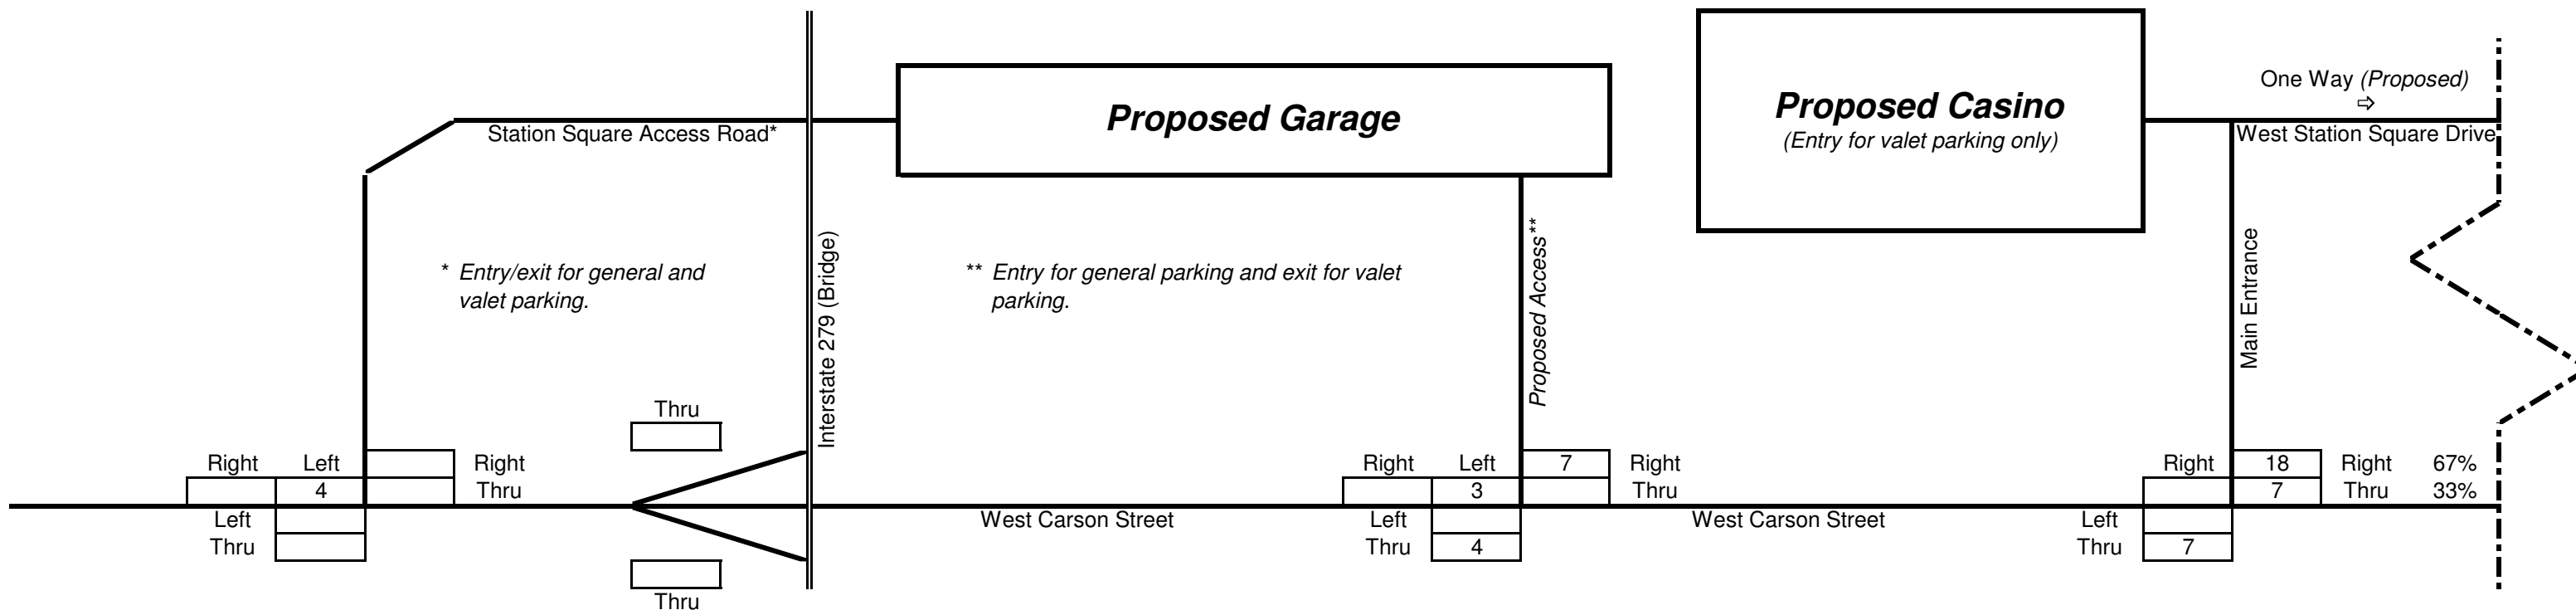 One Way (Proposed)
⇨
Proposed Garage
Proposed Casino
(Entry for valet parking only)
Station Square Access Road*
West Station Square Drive
* Entry/exit for general and
valet parking.
** Entry for general parking and exit for valet
parking.
Interstate 279 (Bridge)
Proposed Access**
Main Entrance
Thru
Right Left Right
4 Thru
Left
Thru
Thru
West Carson Street
Right Left 7 Right
3 Thru
Left
Thru 4
West Carson Street
Right 18 Right 67%
7 Thru 33%
Left
Thru 7